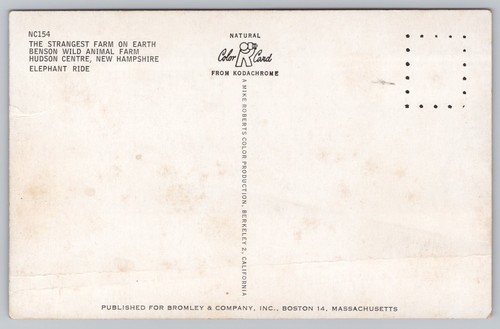 NC154
THE STRANGEST FARM ON EARTH
BENSON WILD ANIMAL FARM
HUDSON CENTRE, NEW HAMPSHIRE
ELEPHANT RIDE
NATURAL
Color Card
FROM KODACHROME
A MIKE ROBERTS COLOR PRODUCTION, BERKELEY 2, CALIFORNIA
PUBLISHED FOR BROMLEY & COMPANY, INC., BOSTON 14, MASSACHUSETTS